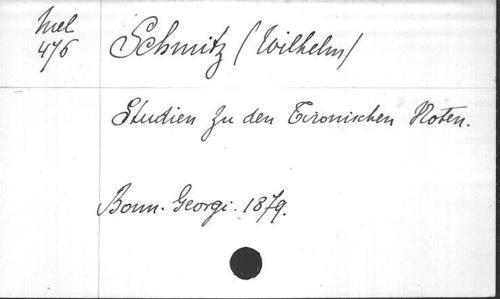 Mel
476
Schmitz (Wilhelm)
Studien zu den Tironischen Noten.
Bonn. Georgi. 1879.